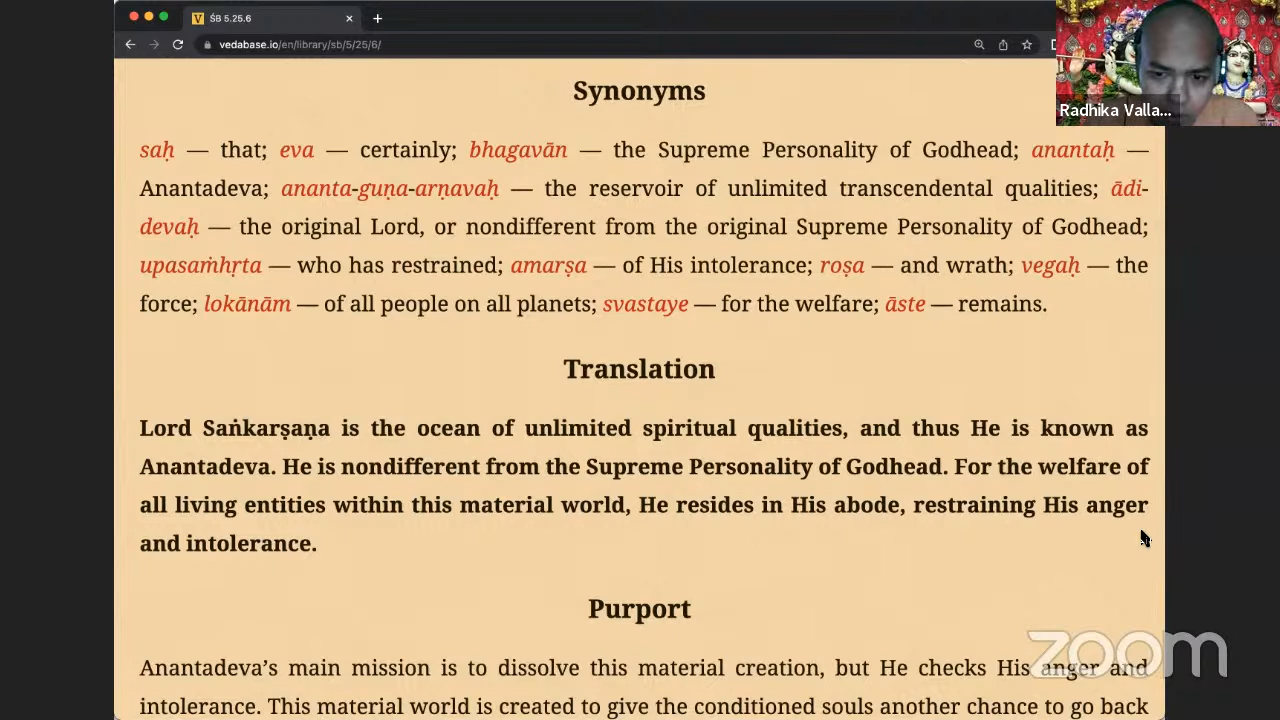 ŚB 5.25.6
vedabase.io/en/library/sb/5/25/6/
Radhika Valla...
Synonyms
saḥ — that; eva — certainly; bhagavān — the Supreme Personality of Godhead; anantaḥ —
Anantadeva; ananta-guṇa-arṇavaḥ — the reservoir of unlimited transcendental qualities; ādi-
devaḥ — the original Lord, or nondifferent from the original Supreme Personality of Godhead;
upasaṁhṛta — who has restrained; amarṣa — of His intolerance; roṣa — and wrath; vegaḥ — the
force; lokānām — of all people on all planets; svastaye — for the welfare; āste — remains.
Translation
Lord Saṅkarṣaṇa is the ocean of unlimited spiritual qualities, and thus He is known as
Anantadeva. He is nondifferent from the Supreme Personality of Godhead. For the welfare of
all living entities within this material world, He resides in His abode, restraining His anger
and intolerance.
Purport
Anantadeva’s main mission is to dissolve this material creation, but He checks His anger and
intolerance. This material world is created to give the conditioned souls another chance to go back
zoom